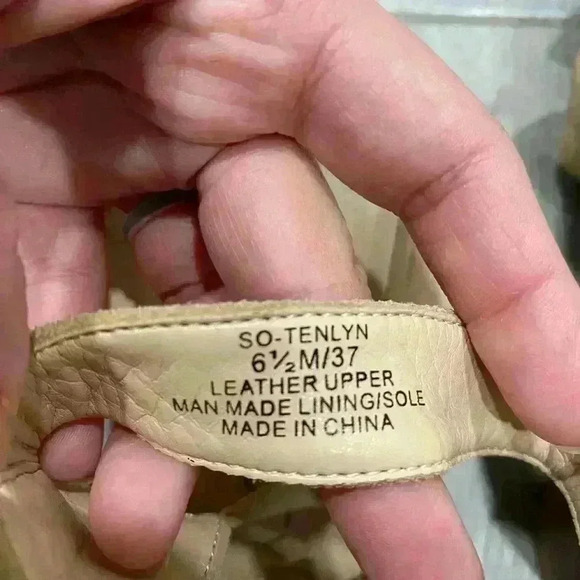 SO-TENLYN
6½M/37
LEATHER UPPER
MAN MADE LINING/SOLE
MADE IN CHINA